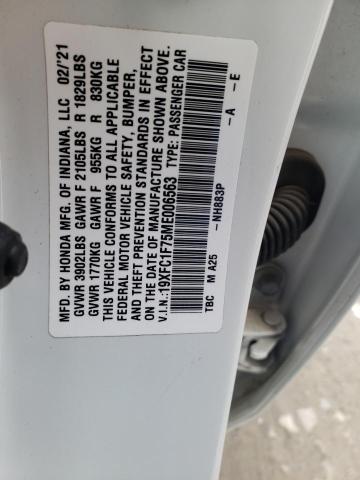 MFD. BY HONDA MFG. OF INDIANA, LLC 02/'21
GVWR 3902LBS GAWR F 2105LBS R 1829LBS
GVWR 1770KG GAWR F 955KG R 830KG
THIS VEHICLE CONFORMS TO ALL APPLICABLE
FEDERAL MOTOR VEHICLE SAFETY, BUMPER,
AND THEFT PREVENTION STANDARDS IN EFFECT
ON THE DATE OF MANUFACTURE SHOWN ABOVE.
V.I.N.:19XFC1F75ME006563 TYPE: PASSENGER CAR
TBC M A25 -NH883P -A -E